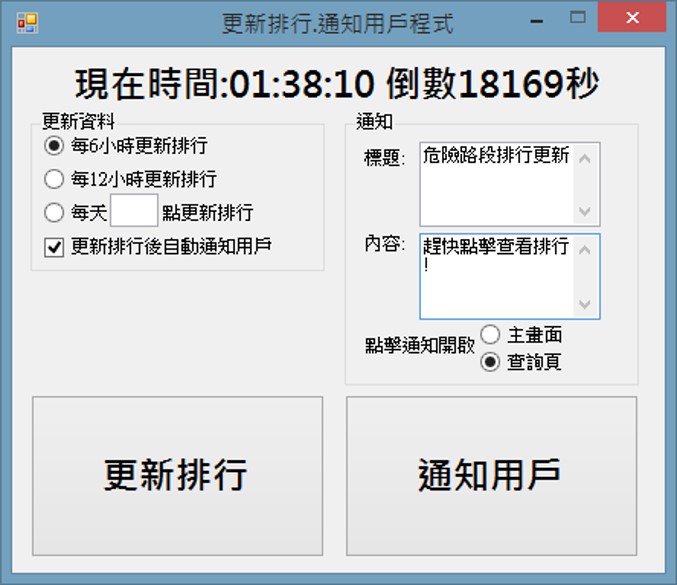 更新排行.通知用戶程式
現在時間:01:38:10 倒數18169秒
更新資料
每6小時更新排行
每12小時更新排行
每天 點更新排行
更新排行後自動通知用戶
通知
標題:
危險路段排行更新
內容:
趕快點擊查看排行
!
點擊通知開啟
主畫面
查詢頁
更新排行
通知用戶